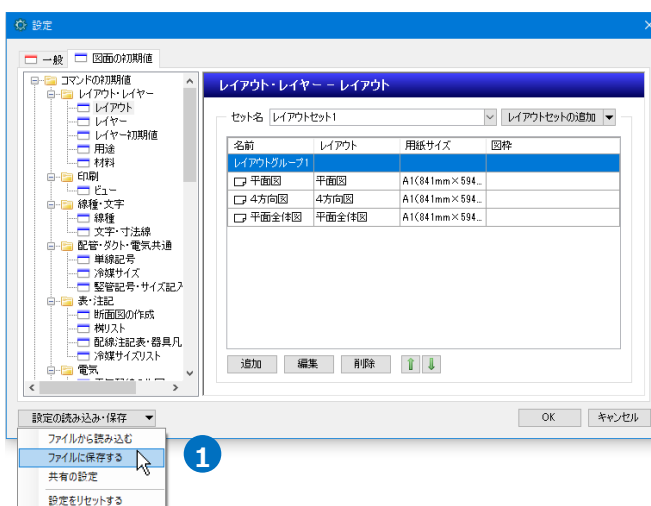 設定
一般 図面の初期値
コマンドの初期値
レイアウト・レイヤー
レイアウト
レイヤー
レイヤー初期値
用途
材料
印刷
ビュー
線種・文字
線種
文字・寸法線
配管・ダクト・電気共通
単線記号
冷媒サイズ
竪管記号・サイズ記入
表・注記
断面図の作成
桝リスト
配線注記表・器具凡
冷媒サイズリスト
電気
レイアウト・レイヤー − レイアウト
セット名 レイアウトセット1 レイアウトセットの追加
名前 レイアウト 用紙サイズ 図枠
レイアウトグループ1
平面図 平面図 A1(841mm×594...
4方向図 4方向図 A1(841mm×594...
平面全体図 平面全体図 A1(841mm×594...
追加 編集 削除
設定の読み込み・保存 OK キャンセル
ファイルから読み込む
ファイルに保存する
共有の設定
設定をリセットする
1